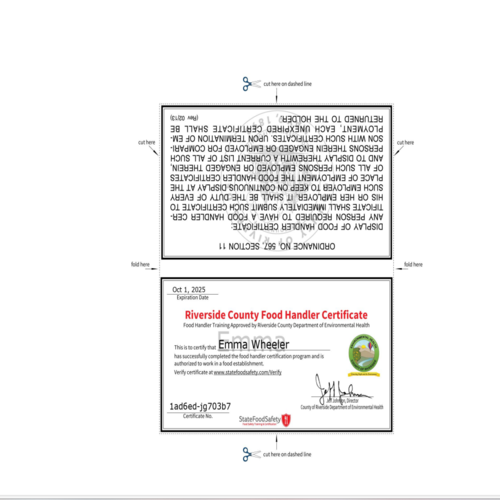 cut here on dashed line
cut here
cut here
ORDINANCE NO. 567, SECTION 11
DISPLAY OF FOOD HANDLER CERTIFICATE:
ANY PERSON REQUIRED TO HAVE A FOOD HANDLER CER-
TIFICATE SHALL IMMEDIATELY SUBMIT SUCH CERTIFICATE TO
HIS OR HER EMPLOYER. IT SHALL BE THE DUTY OF EVERY
SUCH EMPLOYER TO KEEP ON CONTINUOUS DISPLAY AT THE
PLACE OF EMPLOYMENT THE FOOD HANDLER CERTIFICATES
OF ALL SUCH PERSONS EMPLOYED OR ENGAGED THEREIN,
AND TO DISPLAY THEREWITH A CURRENT LIST OF ALL SUCH
PERSONS THEREIN ENGAGED OR EMPLOYED FOR COMPARI-
SON WITH SUCH CERTIFICATES. UPON TERMINATION OF EM-
PLOYMENT, EACH UNEXPIRED CERTIFICATE SHALL BE
RETURNED TO THE HOLDER.
(Rev. 02/13)
fold here
fold here
Oct 1, 2025
Expiration Date
Riverside County Food Handler Certificate
Food Handler Training Approved by Riverside County Department of Environmental Health
This is to certify that Emma Wheeler
Emma
has successfully completed the food handler certification program and is
authorized to work in a food establishment.
Verify certificate at www.statefoodsafety.com/Verify
Jeff Johnson, Director
County of Riverside Department of Environmental Health
1ad6ed-jg703b7
Certificate No.
StateFoodSafety
cut here on dashed line